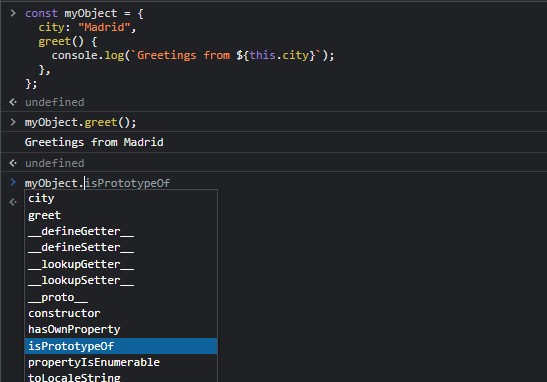 const myObject = {
city: "Madrid",
greet() {
console.log(`Greetings from ${this.city}`);
},
};
undefined
myObject.greet();
Greetings from Madrid
undefined
myObject.isPrototypeOf
city
greet
__defineGetter__
__defineSetter__
__lookupGetter__
__lookupSetter__
__proto__
constructor
hasOwnProperty
isPrototypeOf
propertyIsEnumerable
toLocaleString